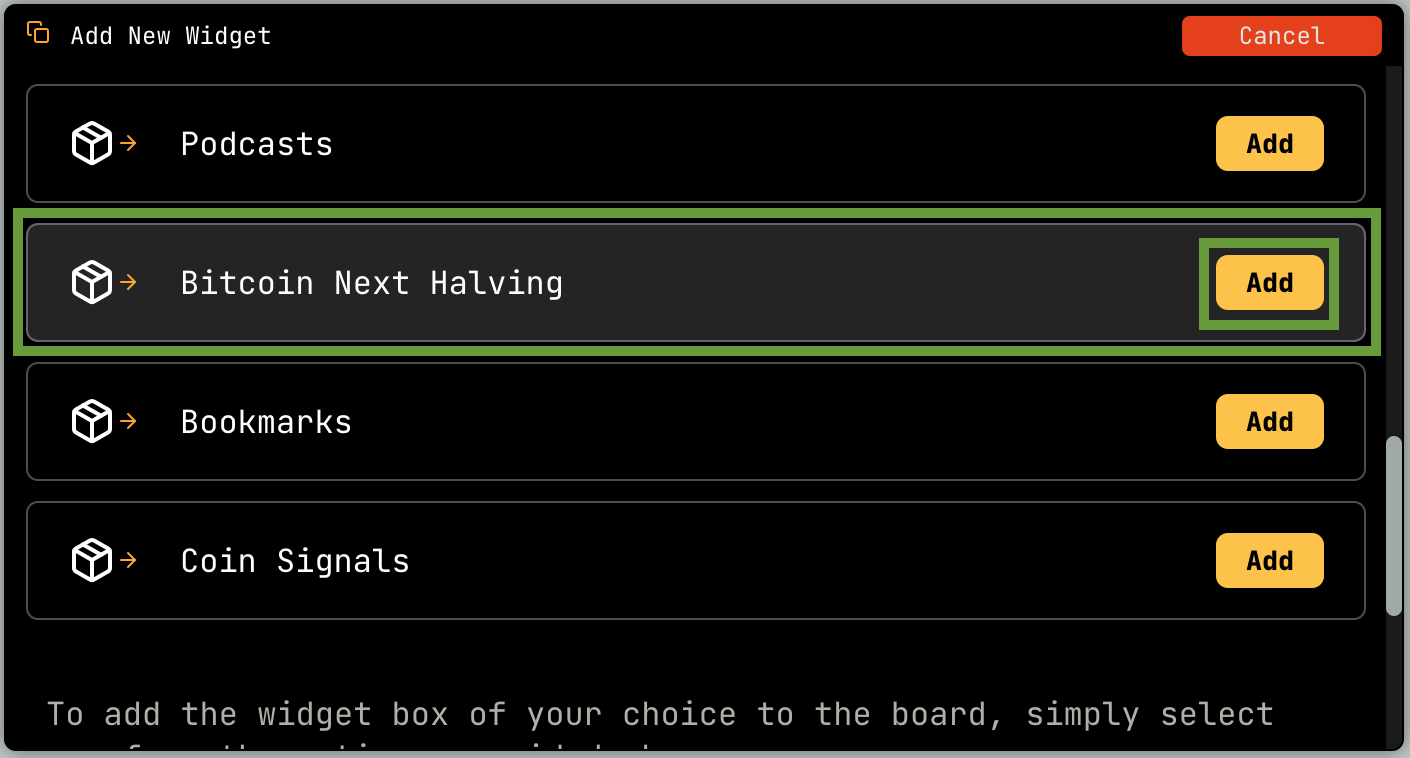 Add New Widget
Cancel
Podcasts
Add
Bitcoin Next Halving
Add
Bookmarks
Add
Coin Signals
Add
To add the widget box of your choice to the board, simply select